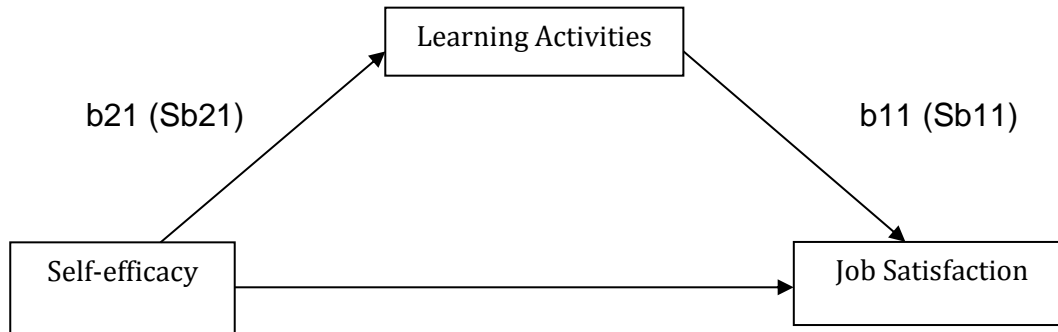 Learning Activities
b21 (Sb21)
b11 (Sb11)
Self-efficacy
Job Satisfaction